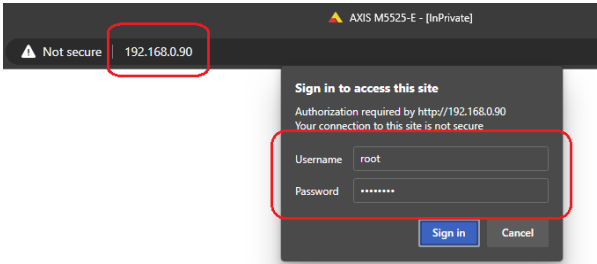 AXIS M5525-E - [InPrivate]
Not secure | 192.168.0.90
Sign in to access this site
Authorization required by http://192.168.0.90
Your connection to this site is not secure
Username root
Password ••••••••
Sign in Cancel